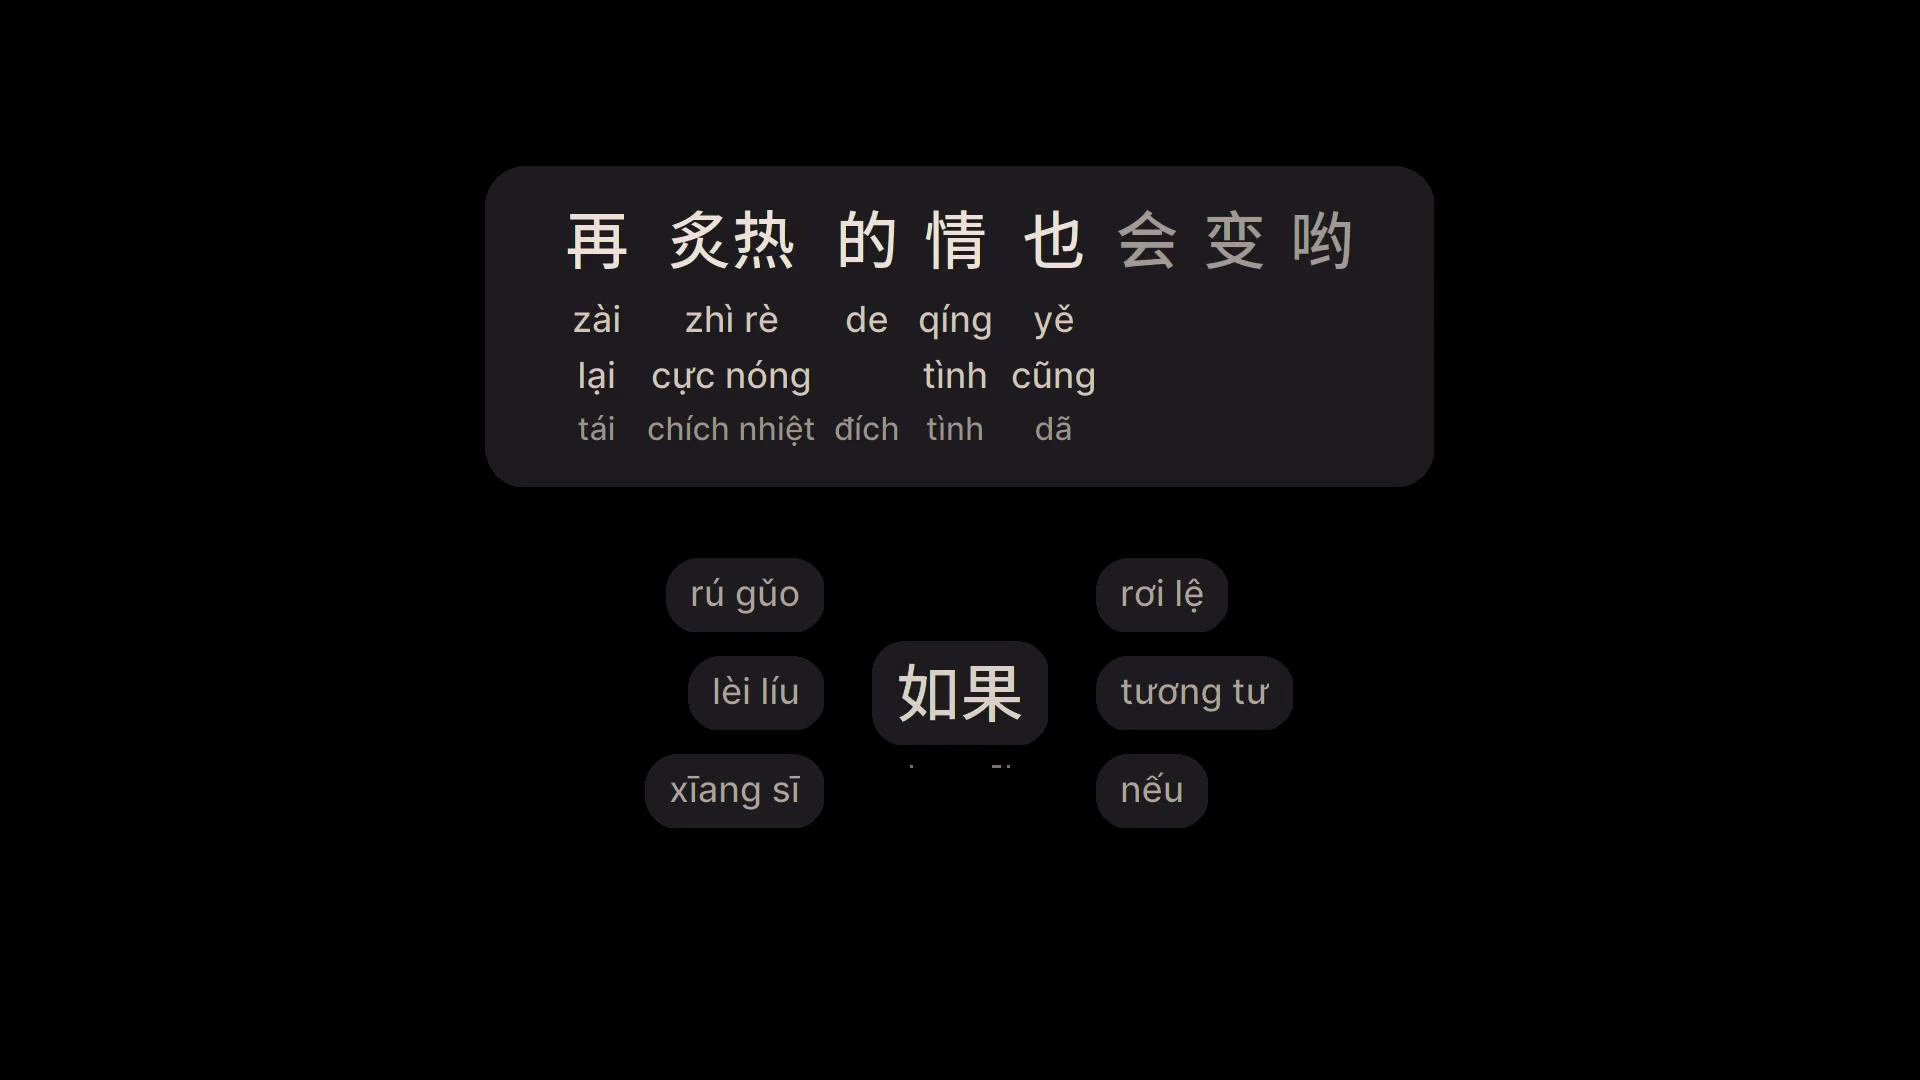 再 炙热 的 情 也 会 变 哟
zài zhì rè de qíng yě
lại cực nóng tình cũng
tái chích nhiệt đích tình dã
rú gǔo
lèi líu
xīang sī
如果
rơi lệ
tương tư
nếu